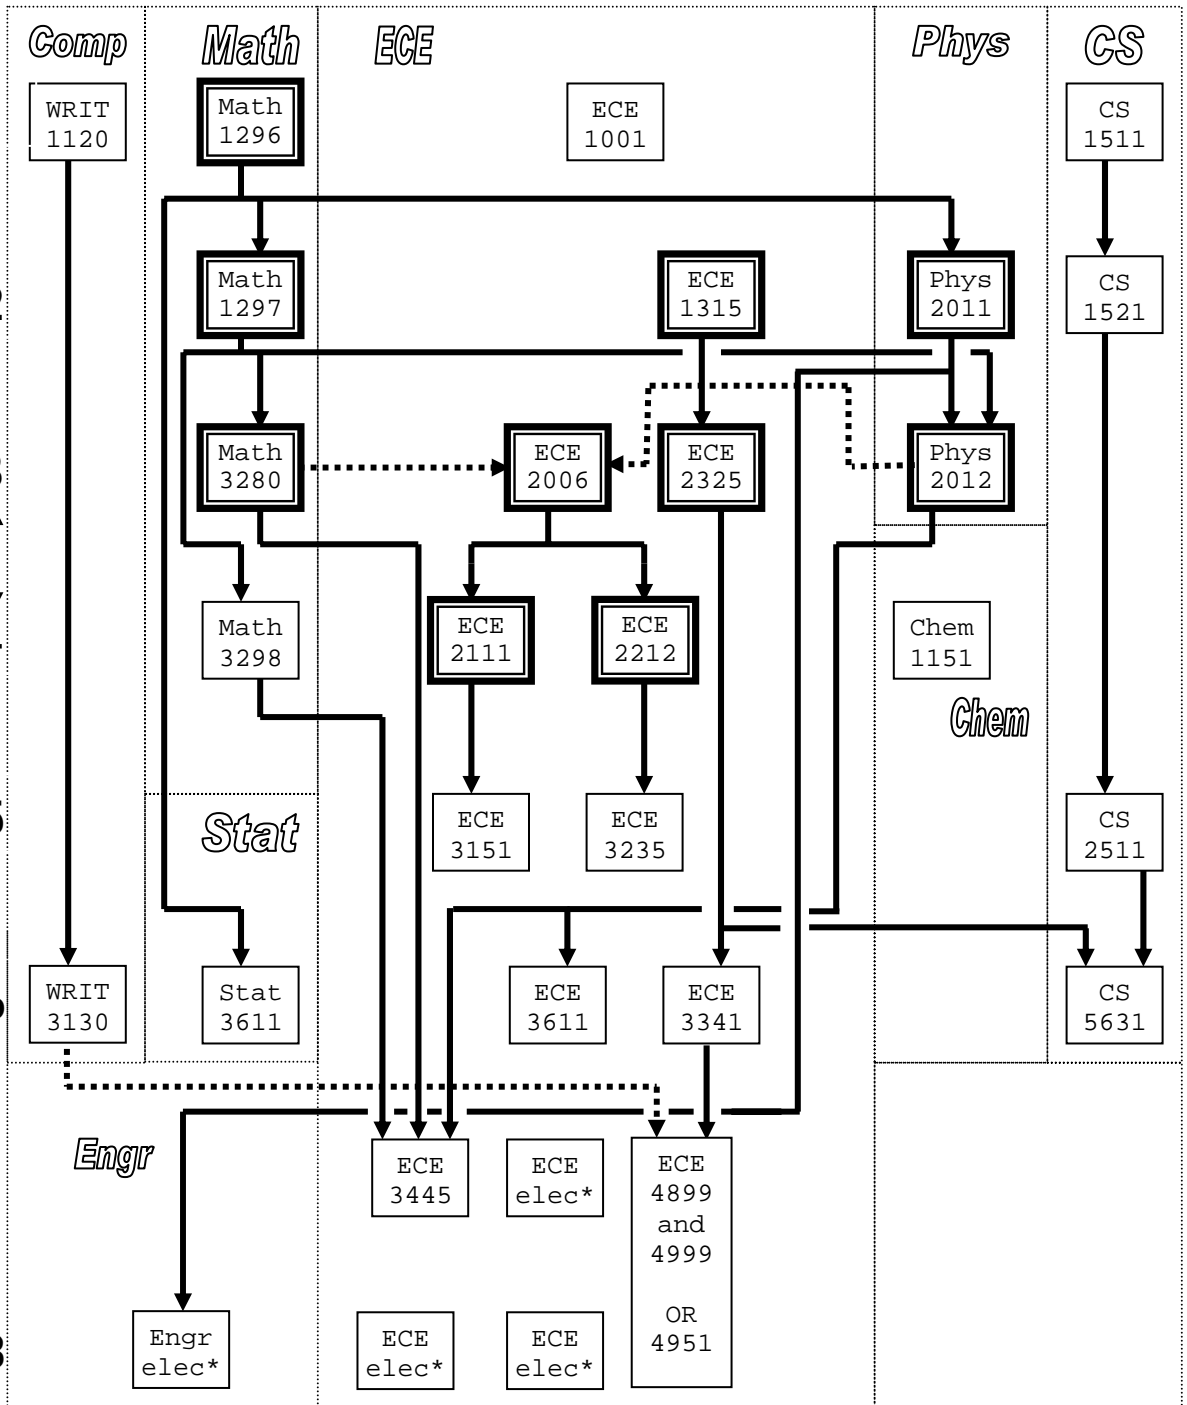 Comp
Math
ECE
Phys
CS
WRIT
1120
Math
1296
ECE
1001
CS
1511
Math
1297
ECE
1315
Phys
2011
CS
1521
Math
3280
ECE
2006
ECE
2325
Phys
2012
Math
3298
ECE
2111
ECE
2212
Chem
1151
Chem
Stat
ECE
3151
ECE
3235
CS
2511
WRIT
3130
Stat
3611
ECE
3611
ECE
3341
CS
5631
Engr
ECE
3445
ECE
elec*
ECE
4899
and
4999
OR
4951
Engr
elec*
ECE
elec*
ECE
elec*